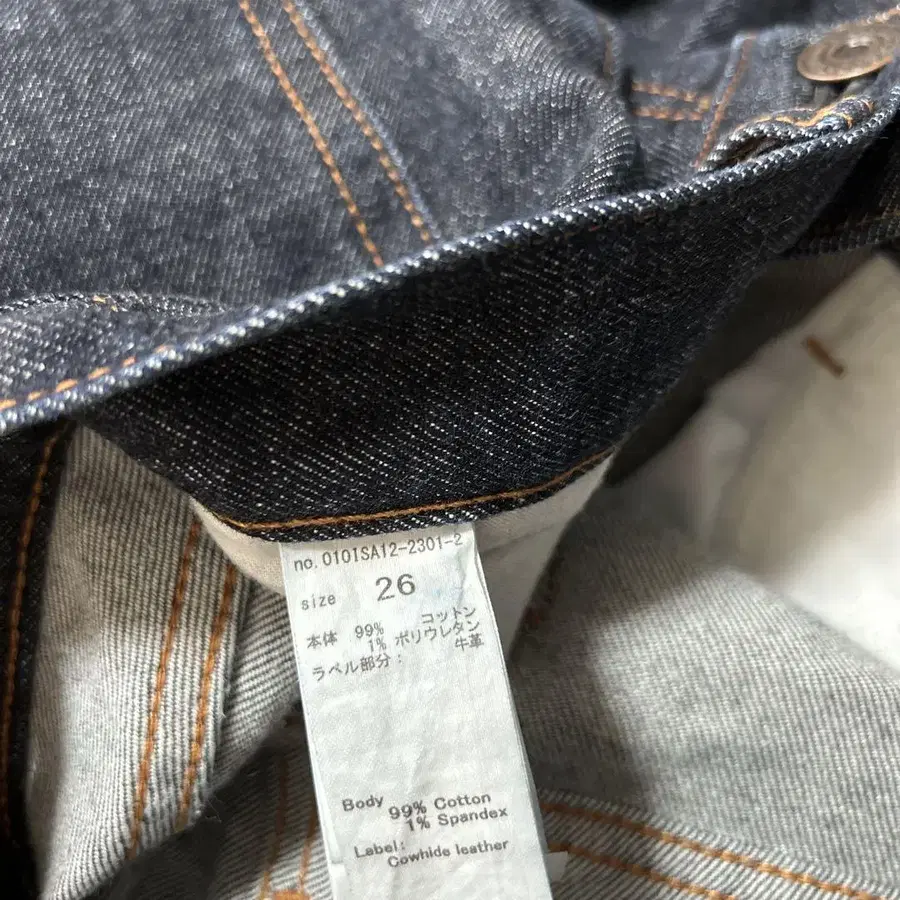 no.0101SA12-2301-2
size 26
本体 99% コットン
1% ポリウレタン
ラベル部分: 牛革
Body 99% Cotton
1% Spandex
Label:
Cowhide leather